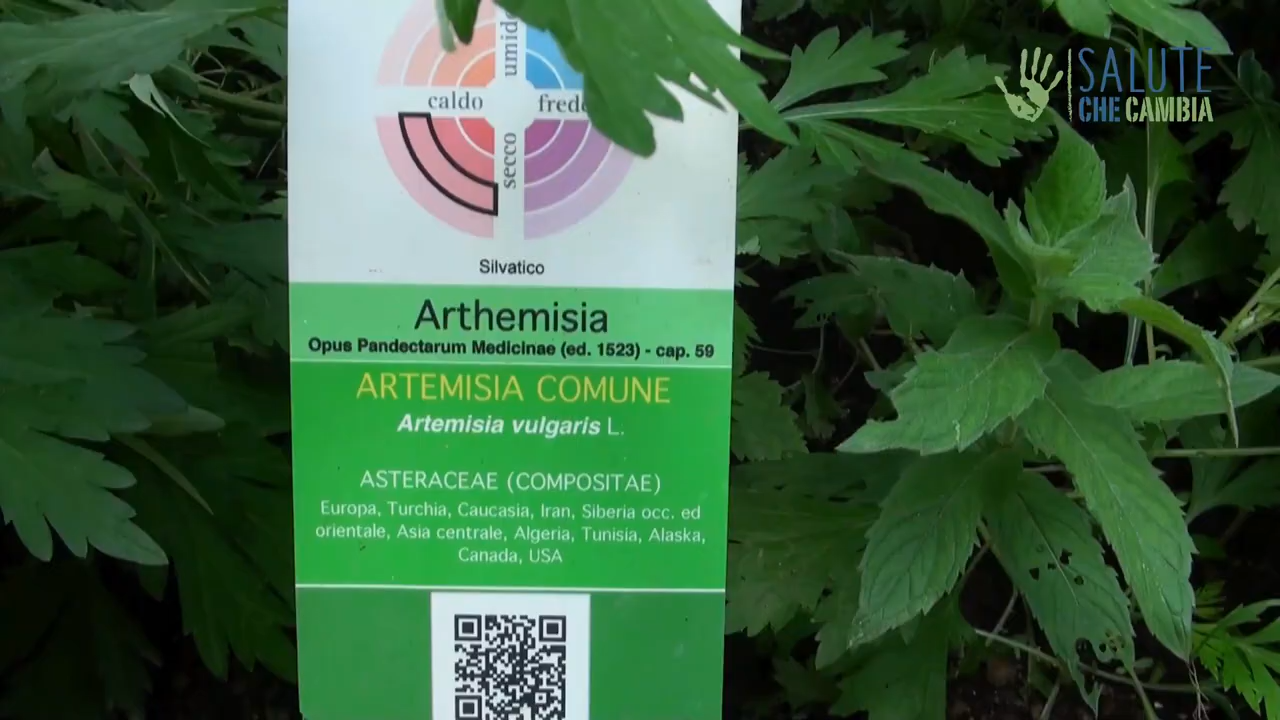 umido
caldo
secco
Silvatico
Arthemisia
Opus Pandectarum Medicinae (ed. 1523) - cap. 59
ARTEMISIA COMUNE
Artemisia vulgaris L.
ASTERACEAE (COMPOSITAE)
Europa, Turchia, Caucasia, Iran, Siberia occ. ed
orientale, Asia centrale, Algeria, Tunisia, Alaska,
Canada, USA
SALUTE
CHE CAMBIA